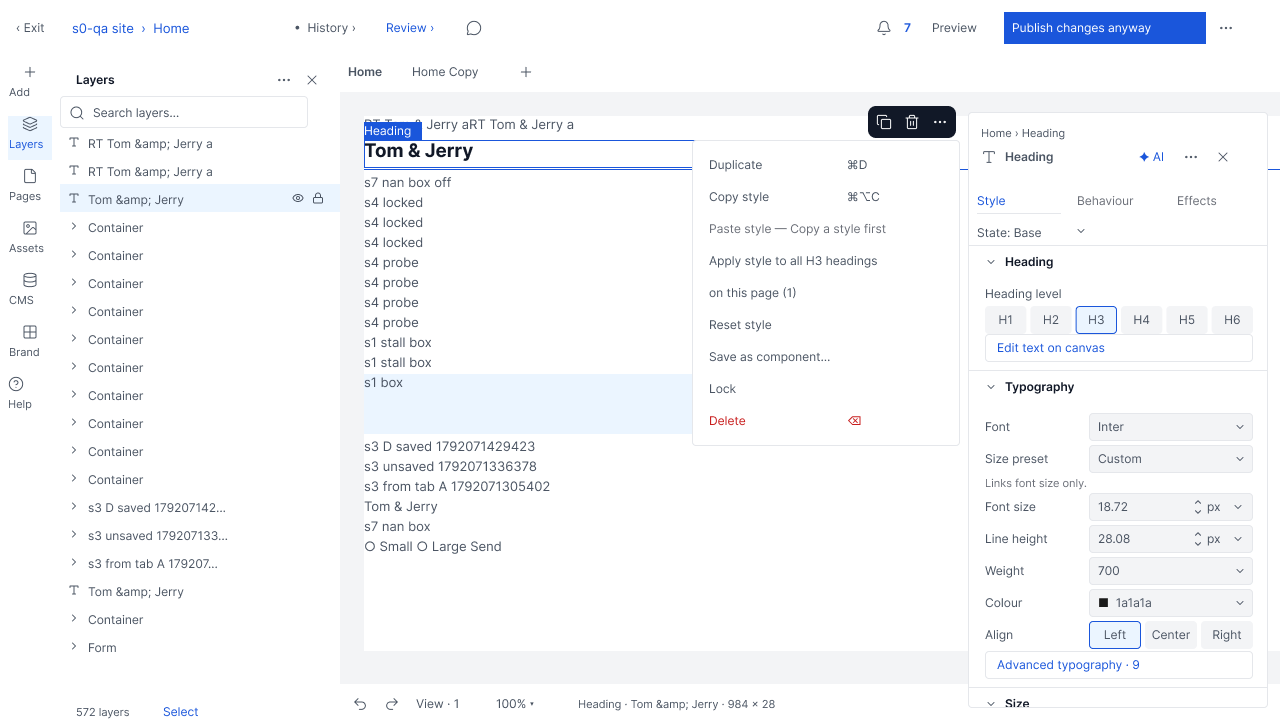 ‹ Exit
s0-qa site › Home
• History ›
Review ›
7
Preview
Publish changes anyway
Add
Layers
Pages
Assets
CMS
Brand
Help
Layers
Search layers…
RT Tom &amp; Jerry a
RT Tom &amp; Jerry a
Tom &amp; Jerry
Container
Container
Container
Container
Container
Container
Container
Container
Container
Container
s3 D saved 179207142…
s3 unsaved 179207133…
s3 from tab A 179207…
Tom &amp; Jerry
Container
Form
572 layers
Select
Home
Home Copy
Heading
Jerry aRT Tom & Jerry a
Tom & Jerry
s7 nan box off
s4 locked
s4 locked
s4 locked
s4 probe
s4 probe
s4 probe
s4 probe
s1 stall box
s1 stall box
s1 box
s3 D saved 1792071429423
s3 unsaved 1792071336378
s3 from tab A 1792071305402
Tom & Jerry
s7 nan box
Small Large Send
Duplicate ⌘D
Copy style ⌘⌥C
Paste style — Copy a style first
Apply style to all H3 headings
on this page (1)
Reset style
Save as component…
Lock
Delete ⌫
View · 1
100%
Heading · Tom &amp; Jerry · 984 × 28
Home › Heading
Heading
AI
Style
Behaviour
Effects
State: Base
Heading
Heading level
H1 H2 H3 H4 H5 H6
Edit text on canvas
Typography
Font Inter
Size preset Custom
Links font size only.
Font size 18.72 px
Line height 28.08 px
Weight 700
Colour 1a1a1a
Align Left Center Right
Advanced typography · 9
Size